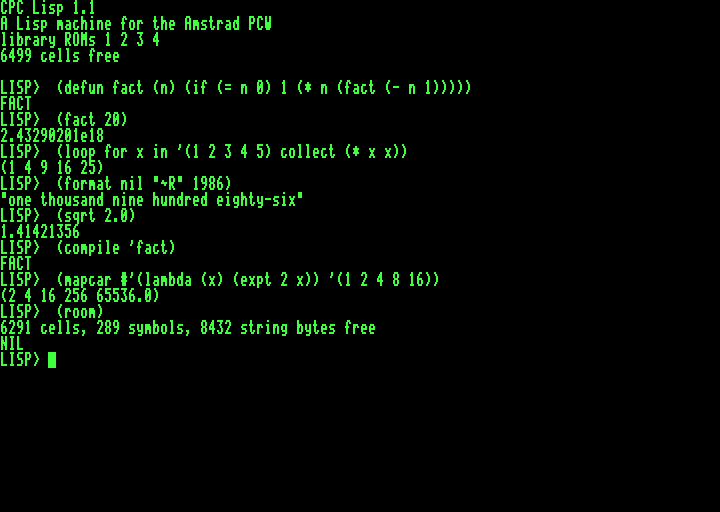 CPC Lisp 1.1
A Lisp machine for the Amstrad PCW
library ROMs 1 2 3 4
6499 cells free
LISP>  (defun fact (n) (if (= n 0) 1 (* n (fact (- n 1)))))
FACT
LISP>  (fact 20)
2.43290201e18
LISP>  (loop for x in '(1 2 3 4 5) collect (* x x))
(1 4 9 16 25)
LISP>  (format nil "~R" 1986)
"one thousand nine hundred eighty-six"
LISP>  (sqrt 2.0)
1.41421356
LISP>  (compile 'fact)
FACT
LISP>  (mapcar #'(lambda (x) (expt 2 x)) '(1 2 4 8 16))
(2 4 16 256 65536.0)
LISP>  (room)
6291 cells, 289 symbols, 8432 string bytes free
NIL
LISP>